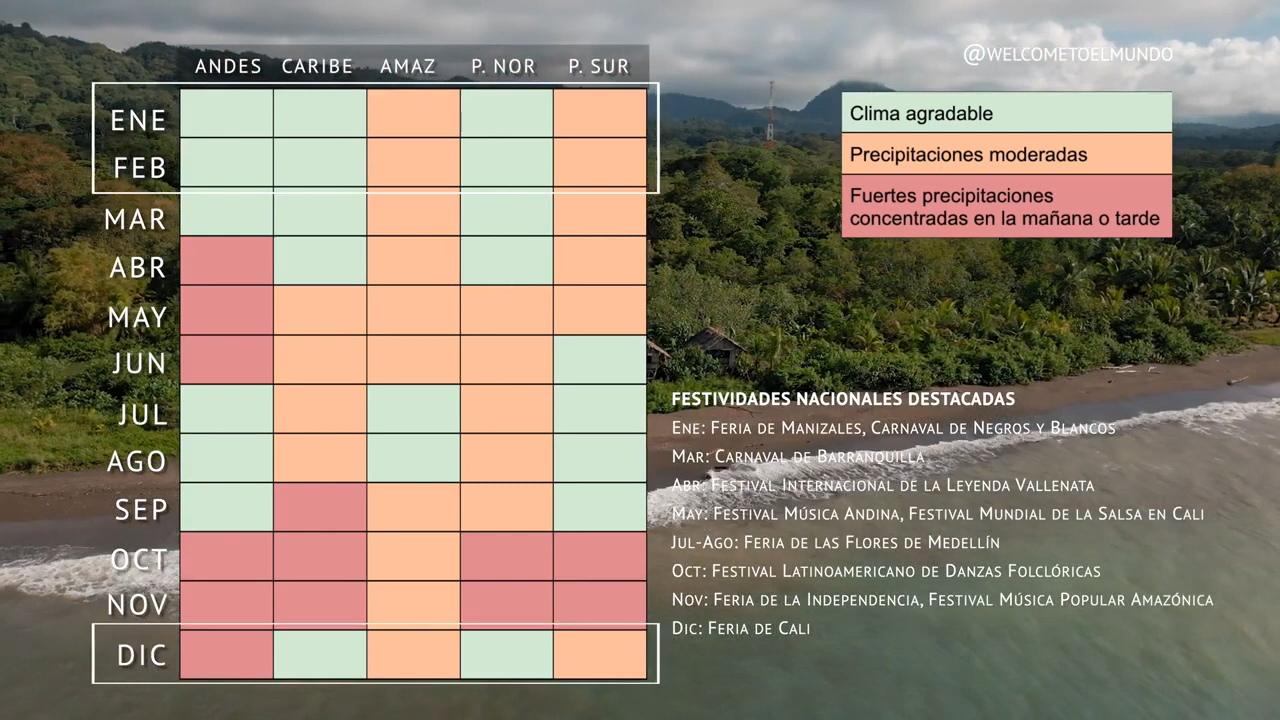 @WELCOMETOELMUNDO
ANDES CARIBE AMAZ P. NOR P. SUR
ENE
FEB
MAR
ABR
MAY
JUN
JUL
AGO
SEP
OCT
NOV
DIC
Clima agradable
Precipitaciones moderadas
Fuertes precipitaciones
concentradas en la mañana o tarde
FESTIVIDADES NACIONALES DESTACADAS
ENE: FERIA DE MANIZALES, CARNAVAL DE NEGROS Y BLANCOS
MAR: CARNAVAL DE BARRANQUILLA
ABR: FESTIVAL INTERNACIONAL DE LA LEYENDA VALLENATA
MAY: FESTIVAL MÚSICA ANDINA, FESTIVAL MUNDIAL DE LA SALSA EN CALI
JUL-AGO: FERIA DE LAS FLORES DE MEDELLÍN
OCT: FESTIVAL LATINOAMERICANO DE DANZAS FOLCLÓRICAS
NOV: FERIA DE LA INDEPENDENCIA, FESTIVAL MÚSICA POPULAR AMAZÓNICA
DIC: FERIA DE CALI